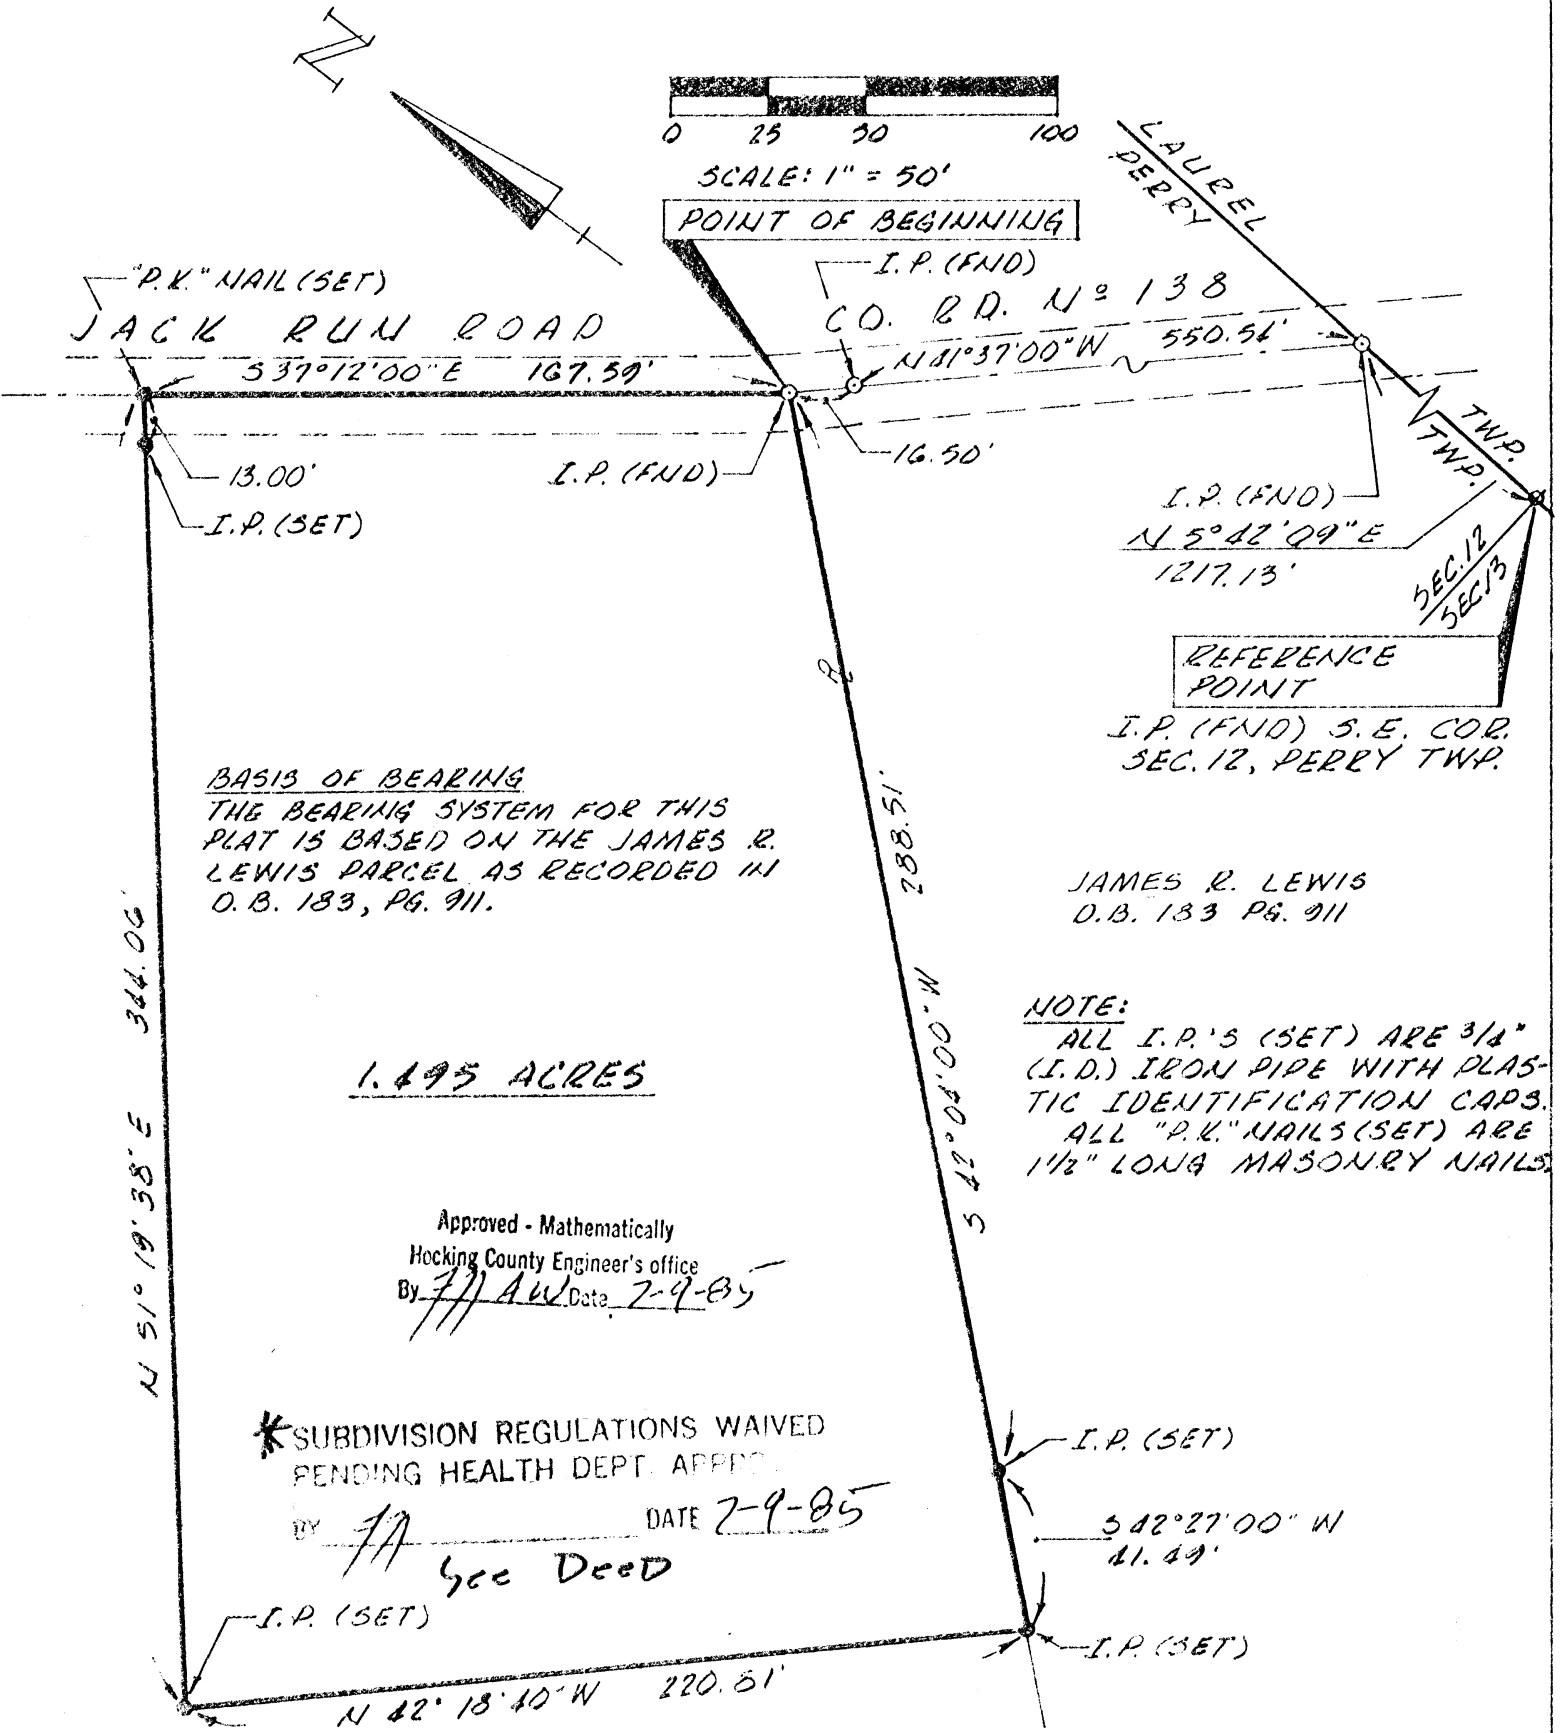 N
0 25 50 100
SCALE: 1" = 50'
POINT OF BEGINNING
LAUREL
PERRY
"P.K." NAIL (SET)
I.P. (FND)
JACK RUN ROAD
CO. RD. Nº 138
S 37°12'00" E 167.59'
N 41°37'00" W 550.54'
13.00'
I.P. (SET)
I.P. (FND)
16.50'
TWP.
TWP.
I.P. (FND)
N 5°42'09" E
1217.13'
SEC. 12
SEC. 13
REFERENCE
POINT
I.P. (FND) S.E. COR.
SEC. 12, PERRY TWP.
BASIS OF BEARING
THE BEARING SYSTEM FOR THIS
PLAT IS BASED ON THE JAMES R.
LEWIS PARCEL AS RECORDED IN
D.B. 183, PG. 911.
JAMES R. LEWIS
D.B. 183 PG. 911
N 51°19'38" E 344.06'
S 42°04'00" W 288.51'
1.495 ACRES
NOTE:
ALL I.P.'S (SET) ARE 3/4"
(I.D.) IRON PIPE WITH PLAS-
TIC IDENTIFICATION CAPS.
ALL "P.K." NAILS (SET) ARE
1 1/2" LONG MASONRY NAILS.
Approved - Mathematically
Hocking County Engineer's office
By Date 7-9-85
* SUBDIVISION REGULATIONS WAIVED
PENDING HEALTH DEPT.
BY DATE 7-9-85
See DeeD
I.P. (SET)
S 42°27'00" W
41.49'
I.P. (SET)
I.P. (SET)
N 42°18'40" W 220.51'